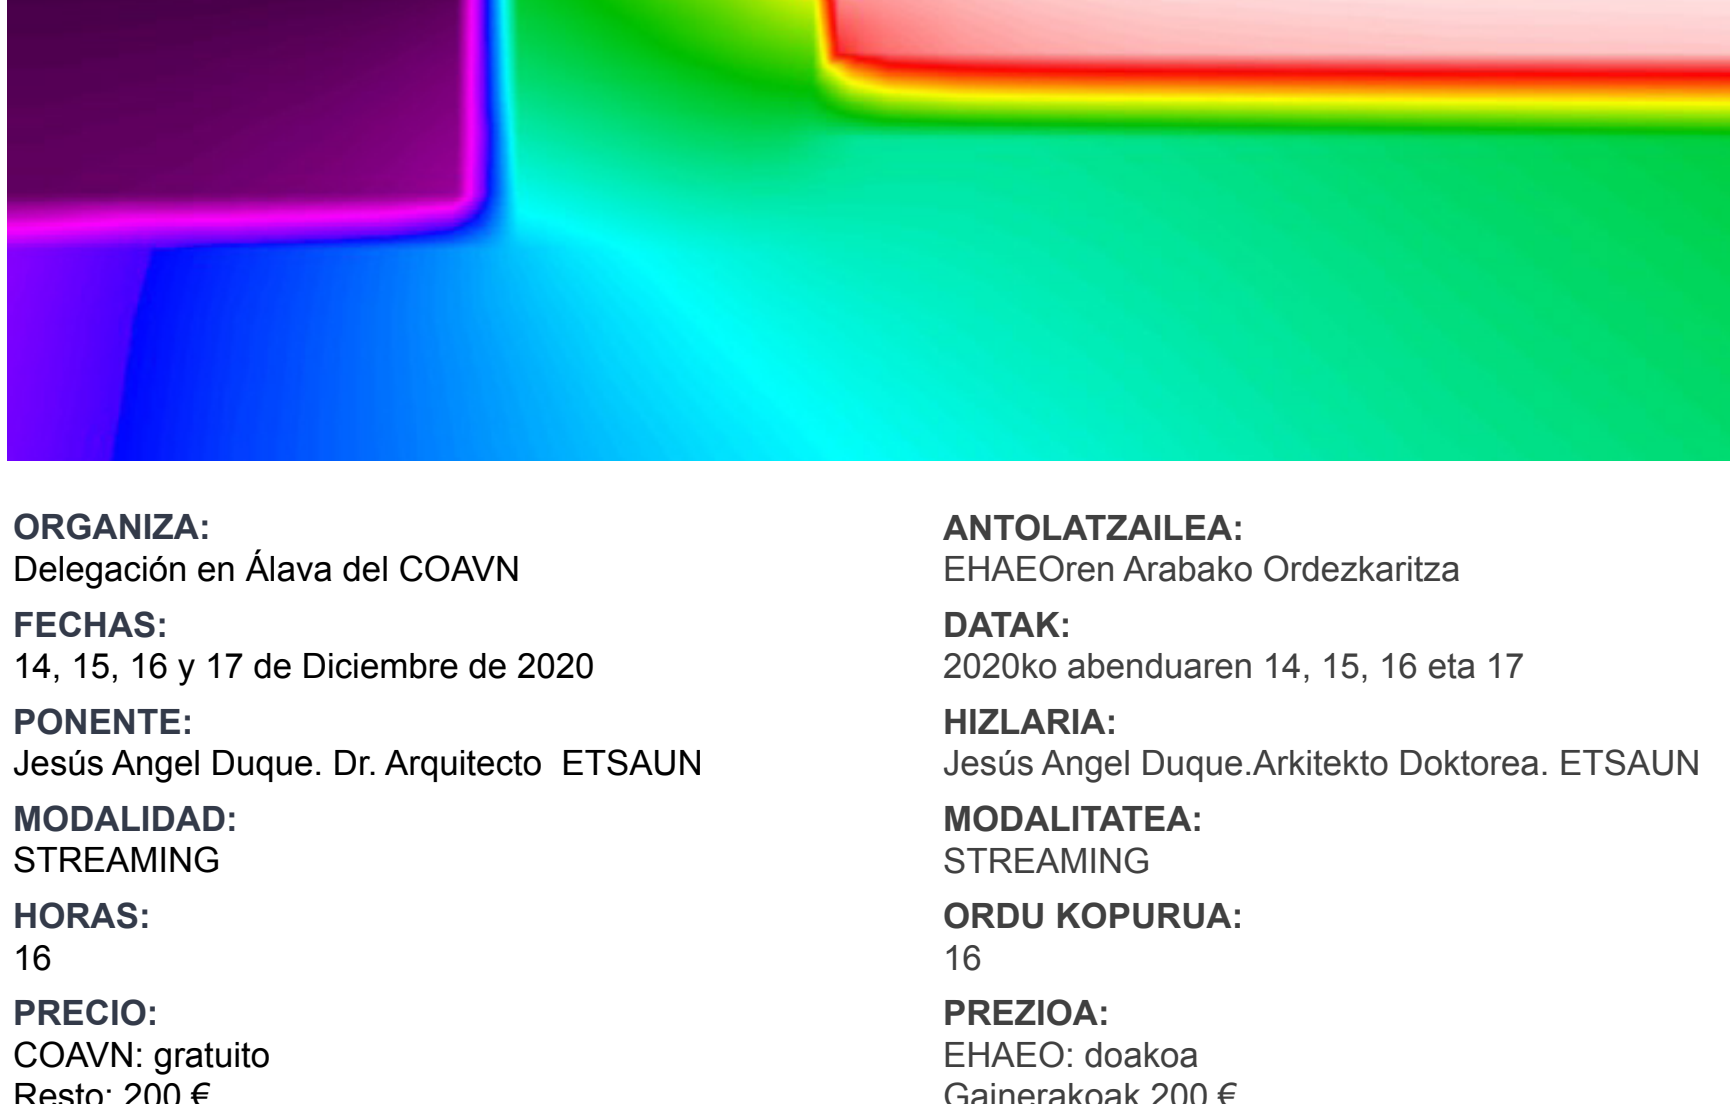 ORGANIZA:
Delegación en Álava del COAVN
FECHAS:
14, 15, 16 y 17 de Diciembre de 2020
PONENTE:
Jesús Angel Duque. Dr. Arquitecto  ETSAUN
MODALIDAD:
STREAMING
HORAS:
16
PRECIO:
COAVN: gratuito
Resto: 200 €
ANTOLATZAILEA:
EHAEOren Arabako Ordezkaritza
DATAK:
2020ko abenduaren 14, 15, 16 eta 17
HIZLARIA:
Jesús Angel Duque.Arkitekto Doktorea. ETSAUN
MODALITATEA:
STREAMING
ORDU KOPURUA:
16
PREZIOA:
EHAEO: doakoa
Gainerakoak 200 €